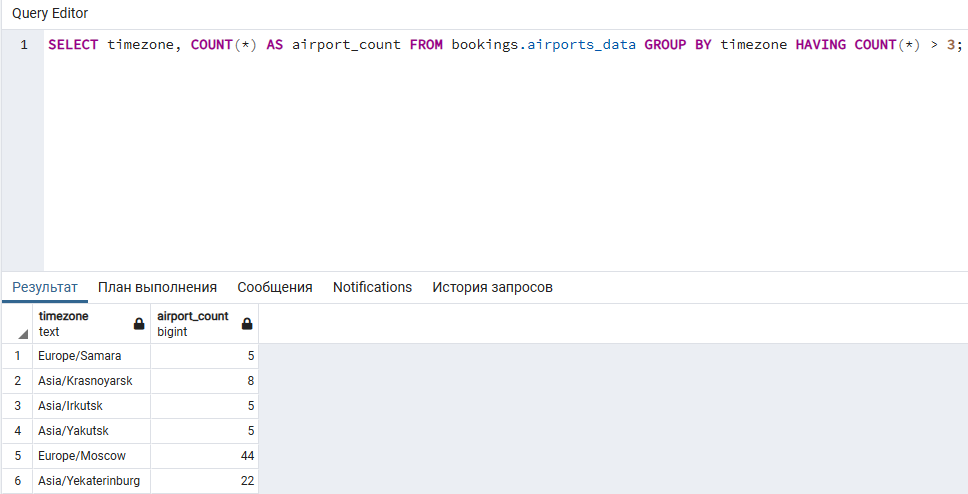 Query Editor
1 SELECT timezone, COUNT(*) AS airport_count FROM bookings.airports_data GROUP BY timezone HAVING COUNT(*) > 3;
Результат План выполнения Сообщения Notifications История запросов
timezone airport_count
text bigint
1 Europe/Samara 5
2 Asia/Krasnoyarsk 8
3 Asia/Irkutsk 5
4 Asia/Yakutsk 5
5 Europe/Moscow 44
6 Asia/Yekaterinburg 22